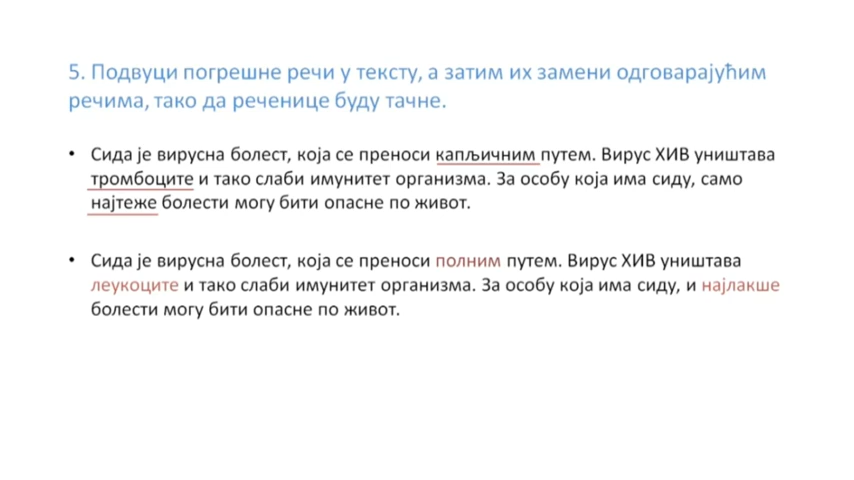 5. Подвуци погрешне речи у тексту, а затим их замени одговарајућим
речима, тако да реченице буду тачне.
• Сида је вирусна болест, која се преноси капљичним путем. Вирус ХИВ уништава
тромбоците и тако слаби имунитет организма. За особу која има сиду, само
најтеже болести могу бити опасне по живот.
• Сида је вирусна болест, која се преноси полним путем. Вирус ХИВ уништава
леукоците и тако слаби имунитет организма. За особу која има сиду, и најлакше
болести могу бити опасне по живот.